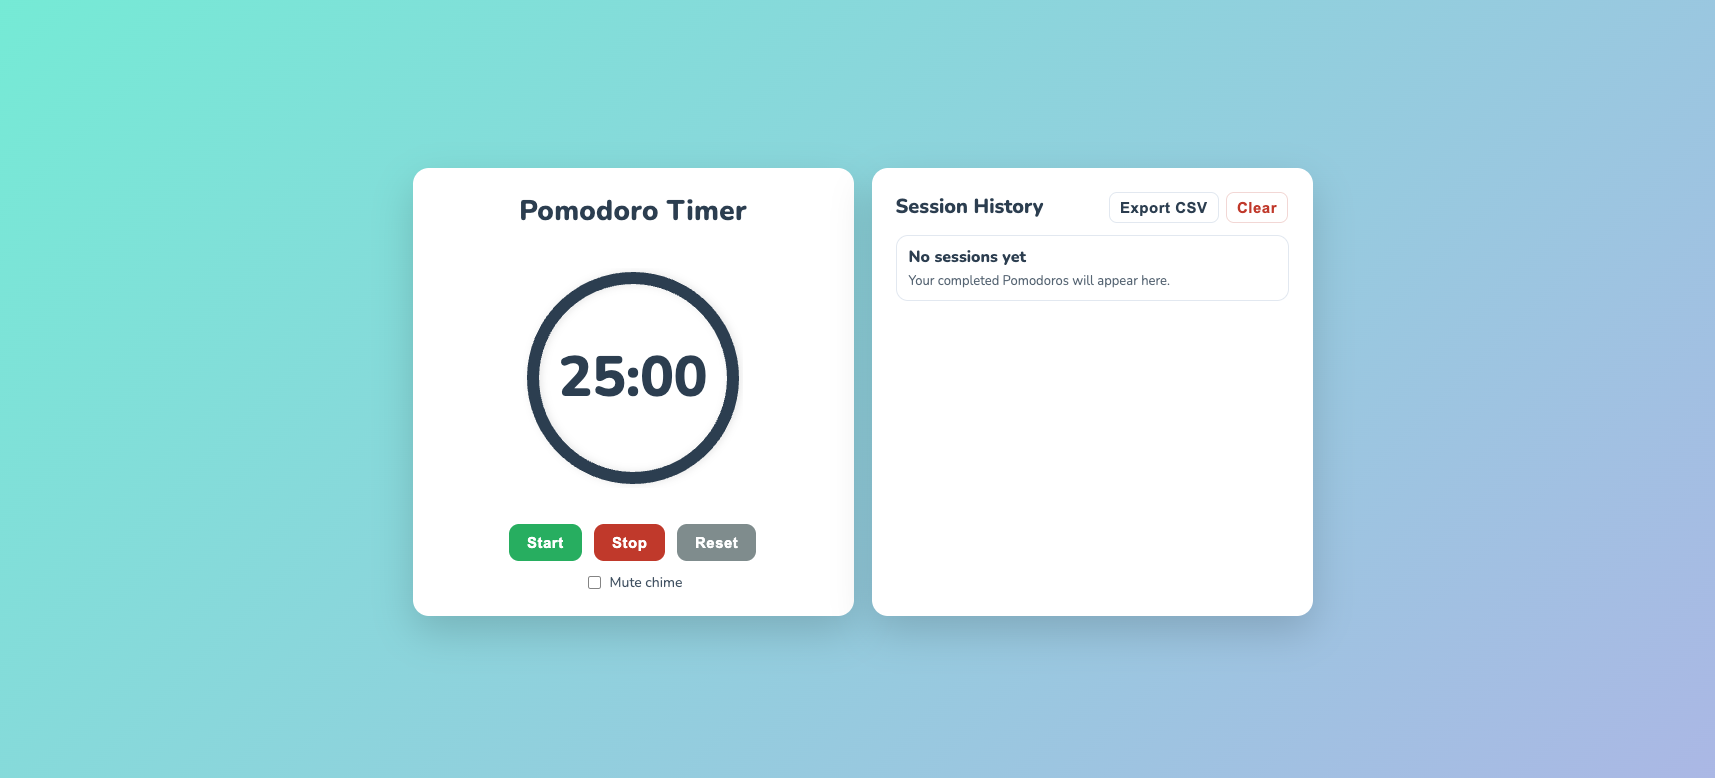 Pomodoro Timer
25:00
Start Stop Reset
Mute chime
Session History
Export CSV Clear
No sessions yet
Your completed Pomodoros will appear here.